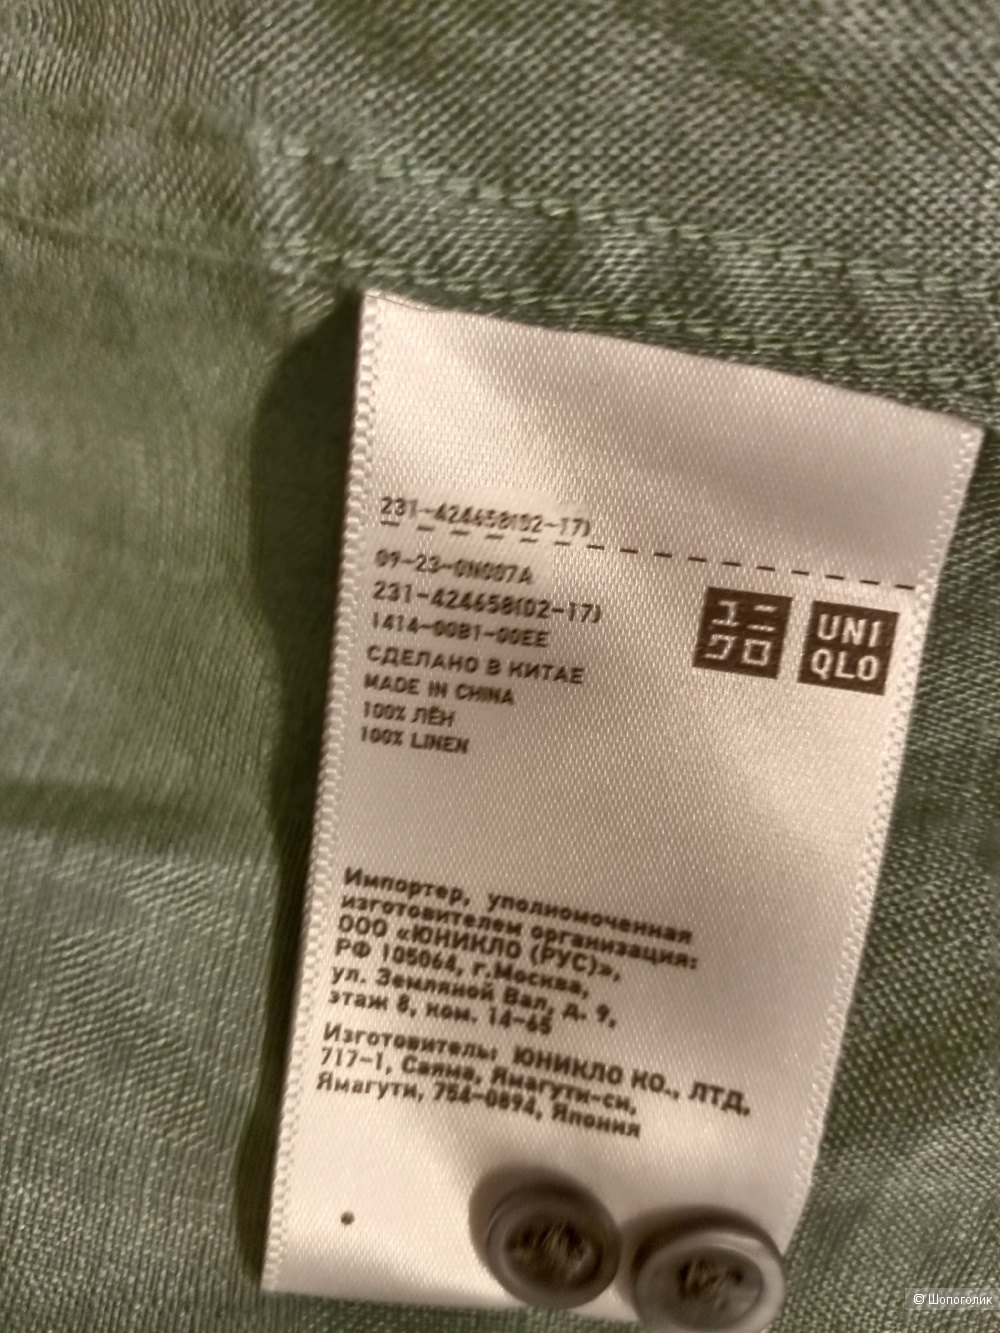 231-424658(02-17)
09-23-0N007A
231-424658(02-17)
1414-00B1-00EE
СДЕЛАНО В КИТАЕ
MADE IN CHINA
100% ЛЁН
100% LINEN
ユニ
クロ
UNI
QLO
Импортер, уполномоченная
изготовителем организация:
ООО «ЮНИКЛО (РУС)»,
РФ 105064, г.Москва,
ул. Земляной Вал, д. 9,
этаж 8, ком. 14-65
Изготовитель: ЮНИКЛО КО., ЛТД,
717-1, Саяма, Ямагути-си,
Ямагути, 754-0894, Япония
© Шопоголик